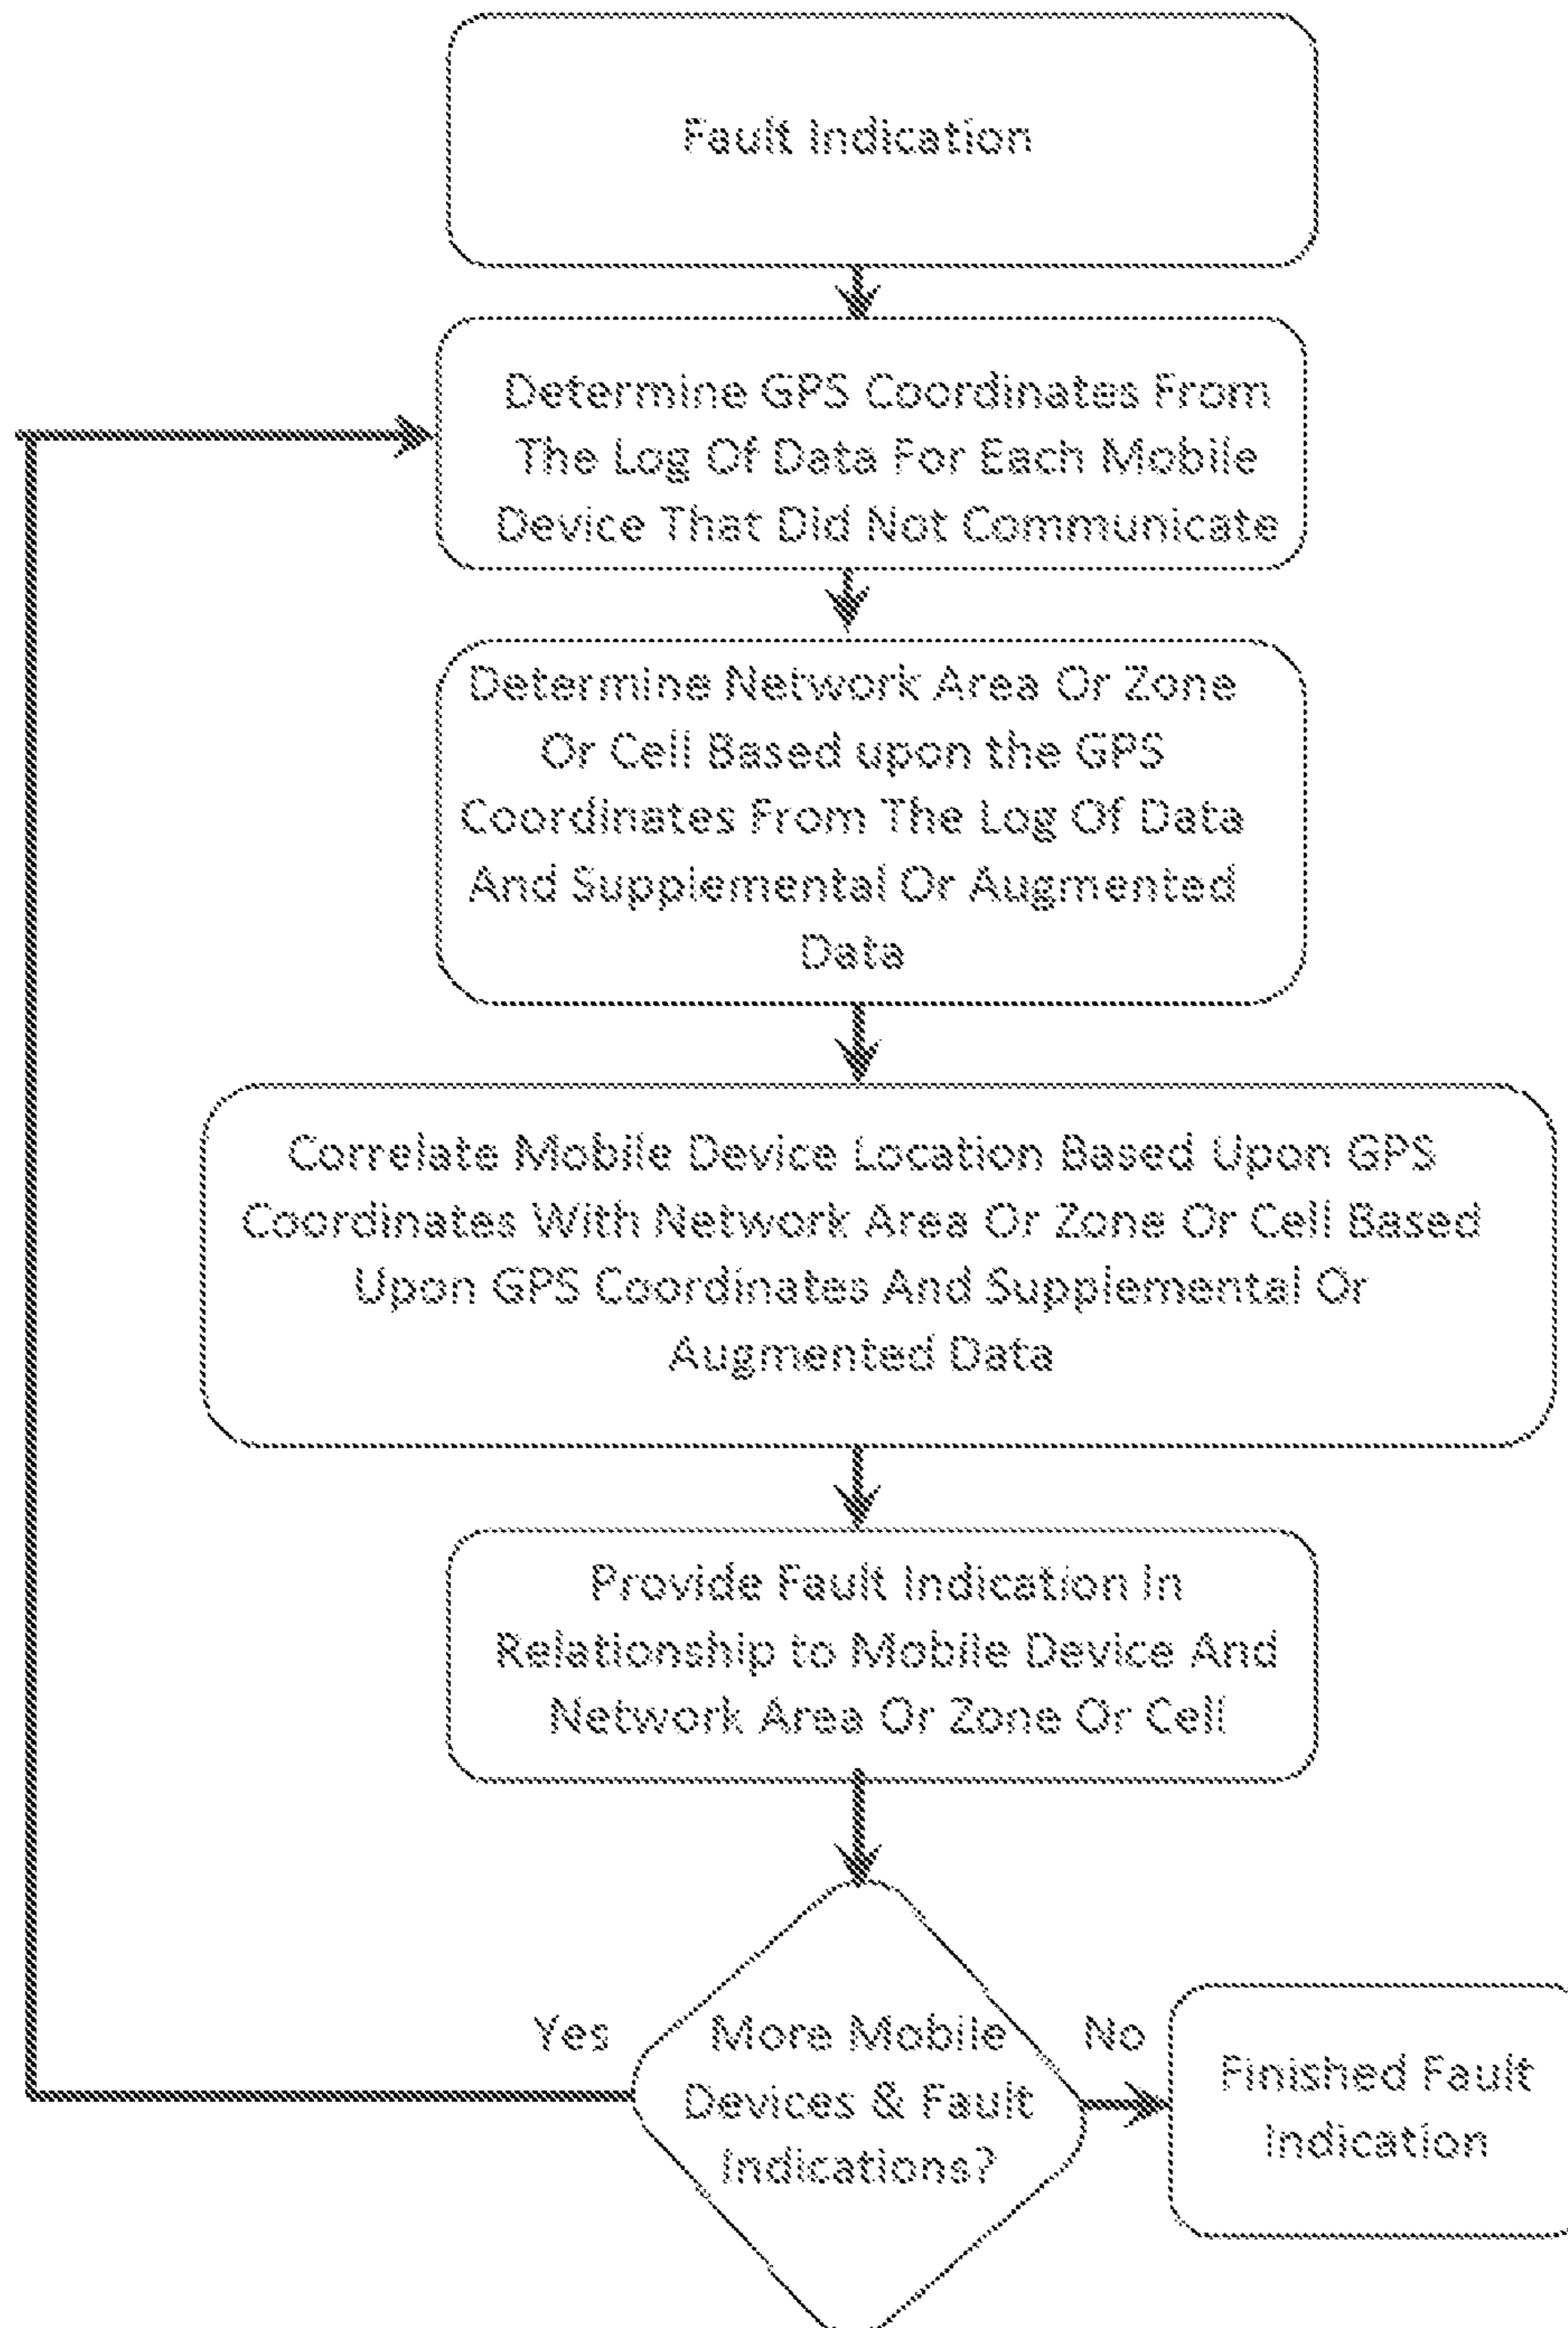 Fault Indication
Determine GPS Coordinates From
The Log Of Data For Each Mobile
Device That Did Not Communicate
Determine Network Area Or Zone
Or Cell Based upon the GPS
Coordinates From The Log Of Data
And Supplemental Or Augmented
Data
Correlate Mobile Device Location Based Upon GPS
Coordinates With Network Area Or Zone Or Cell Based
Upon GPS Coordinates And Supplemental Or
Augmented Data
Provide Fault Indication In
Relationship to Mobile Device And
Network Area Or Zone Or Cell
Yes
More Mobile
Devices & Fault
Indications?
No
Finished Fault
Indication